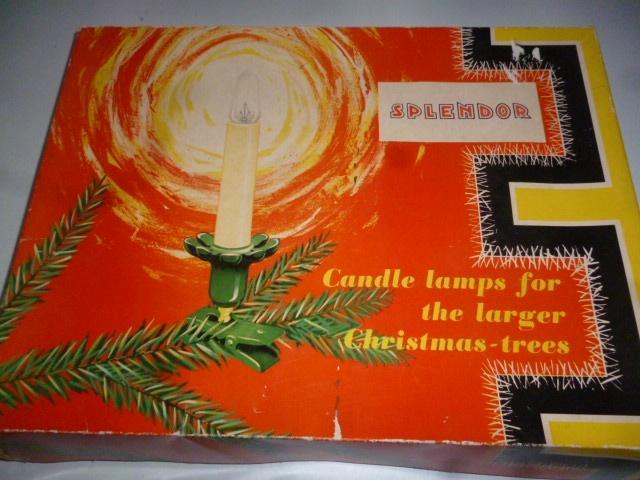 SPLENDOR
Candle lamps for
the larger
Christmas-trees